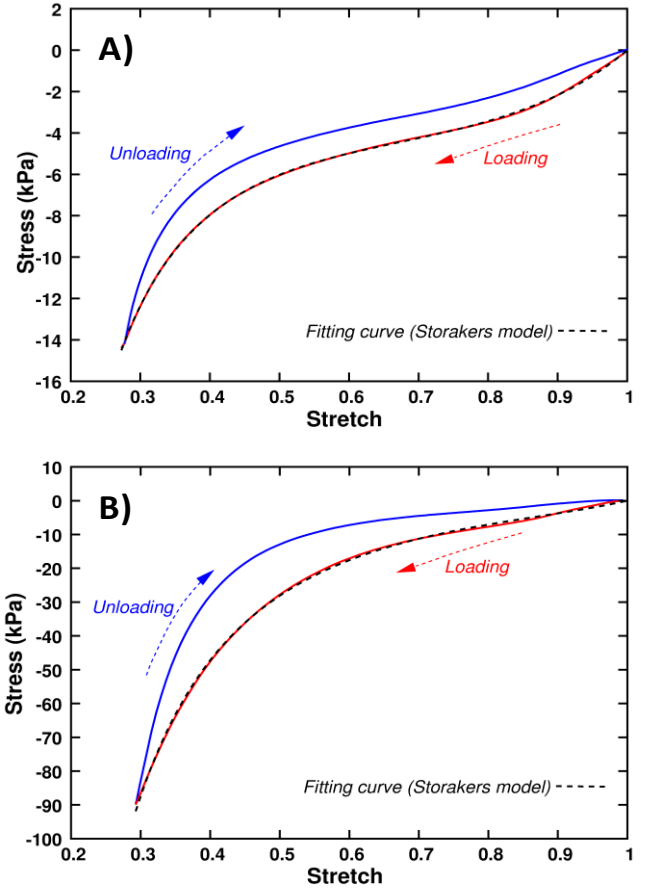 A)
2
0
-2
-4
-6
-8
-10
-12
-14
-16
Stress (kPa)
Unloading
Loading
Fitting curve (Storakers model)
0.2 0.3 0.4 0.5 0.6 0.7 0.8 0.9 1
Stretch
B)
10
0
-10
-20
-30
-40
-50
-60
-70
-80
-90
-100
Stress (kPa)
Unloading
Loading
Fitting curve (Storakers model)
0.2 0.3 0.4 0.5 0.6 0.7 0.8 0.9 1
Stretch